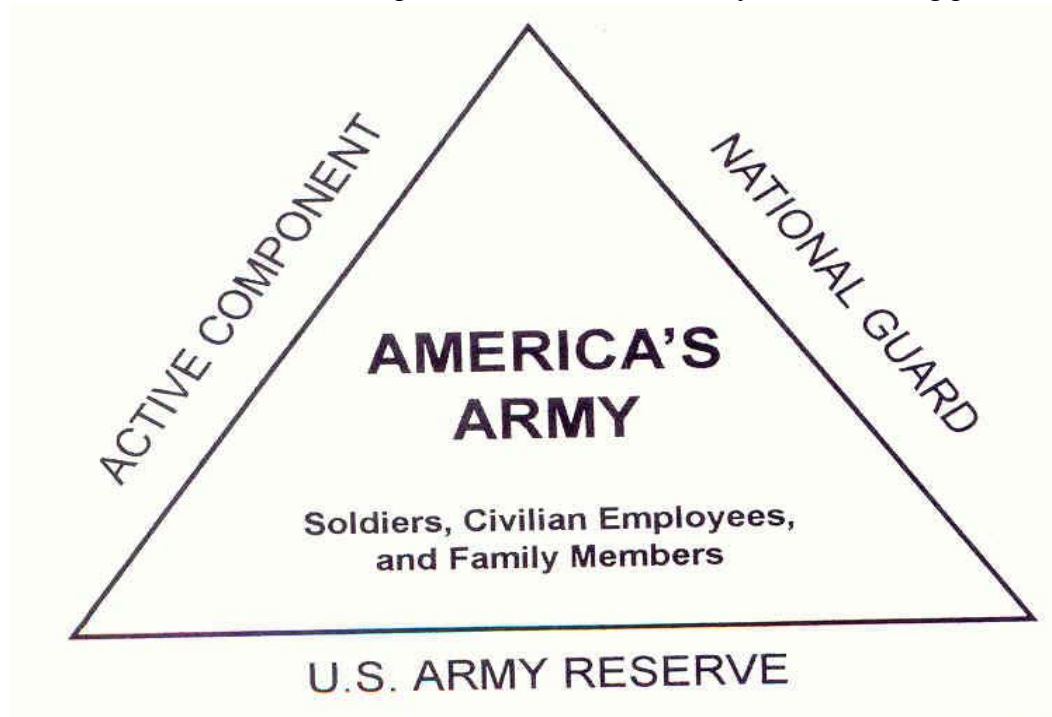 ACTIVE COMPONENT
NATIONAL GUARD
AMERICA'S
ARMY
Soldiers, Civilian Employees,
and Family Members
U.S. ARMY RESERVE